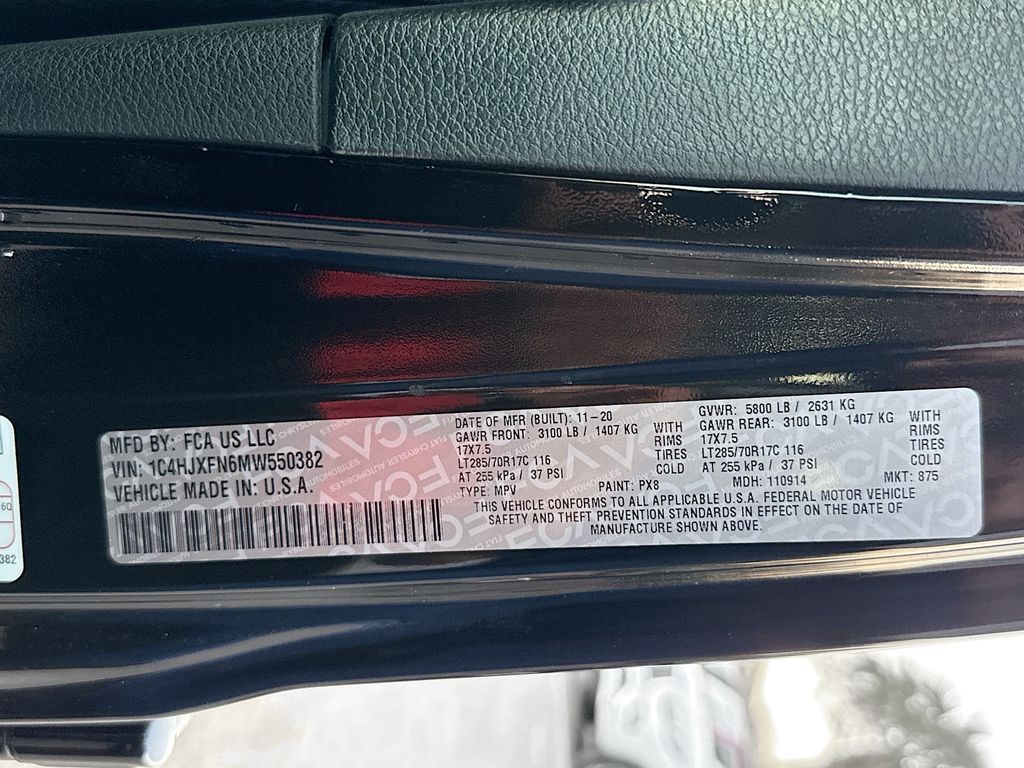 MFD BY: FCA US LLC
VIN: 1C4HJXFN6MW550382
VEHICLE MADE IN: U.S.A.
DATE OF MFR (BUILT): 11-20
GAWR FRONT: 3100 LB / 1407 KG WITH
17X7.5 RIMS
LT285/70R17C 116 TIRES
AT 255 kPa / 37 PSI COLD
GVWR: 5800 LB / 2631 KG
GAWR REAR: 3100 LB / 1407 KG WITH
17X7.5 RIMS
LT285/70R17C 116 TIRES
AT 255 kPa / 37 PSI COLD
TYPE: MPV PAINT: PX8 MDH: 110914 MKT: 875
THIS VEHICLE CONFORMS TO ALL APPLICABLE U.S.A. FEDERAL MOTOR VEHICLE
SAFETY AND THEFT PREVENTION STANDARDS IN EFFECT ON THE DATE OF
MANUFACTURE SHOWN ABOVE.
382